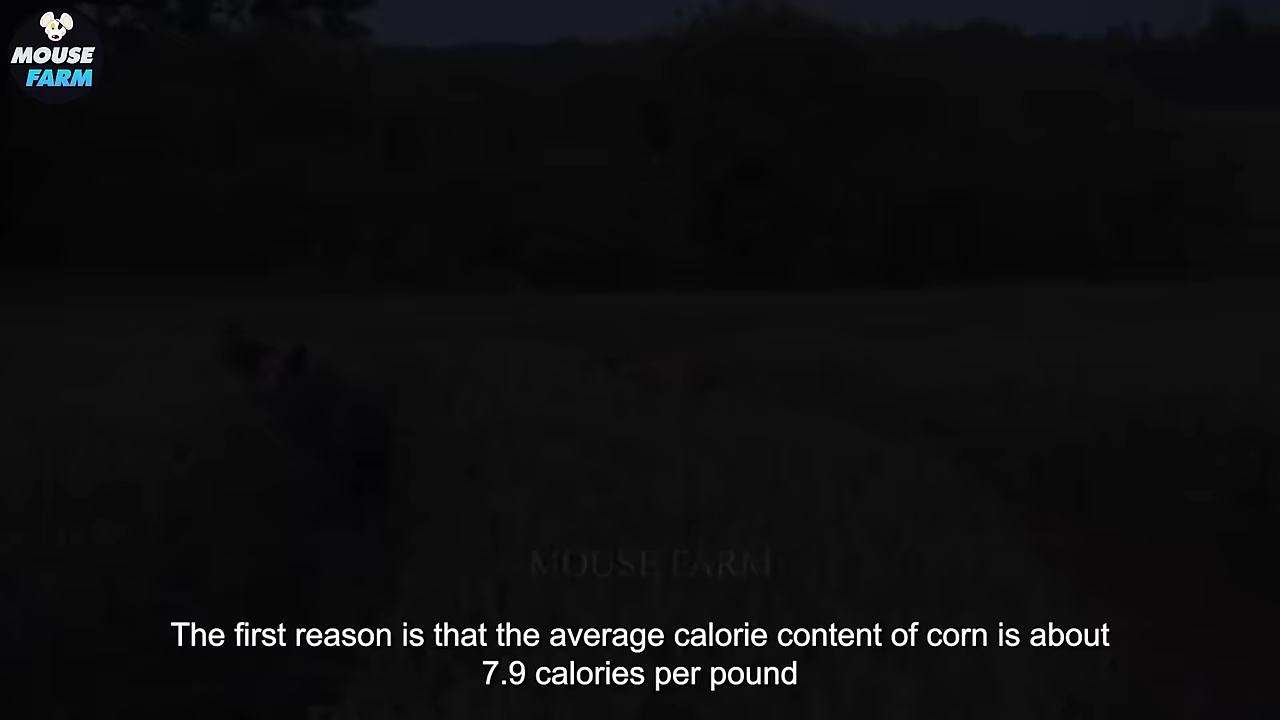 MOUSE
FARM
MOUSE FARM
The first reason is that the average calorie content of corn is about
7.9 calories per pound